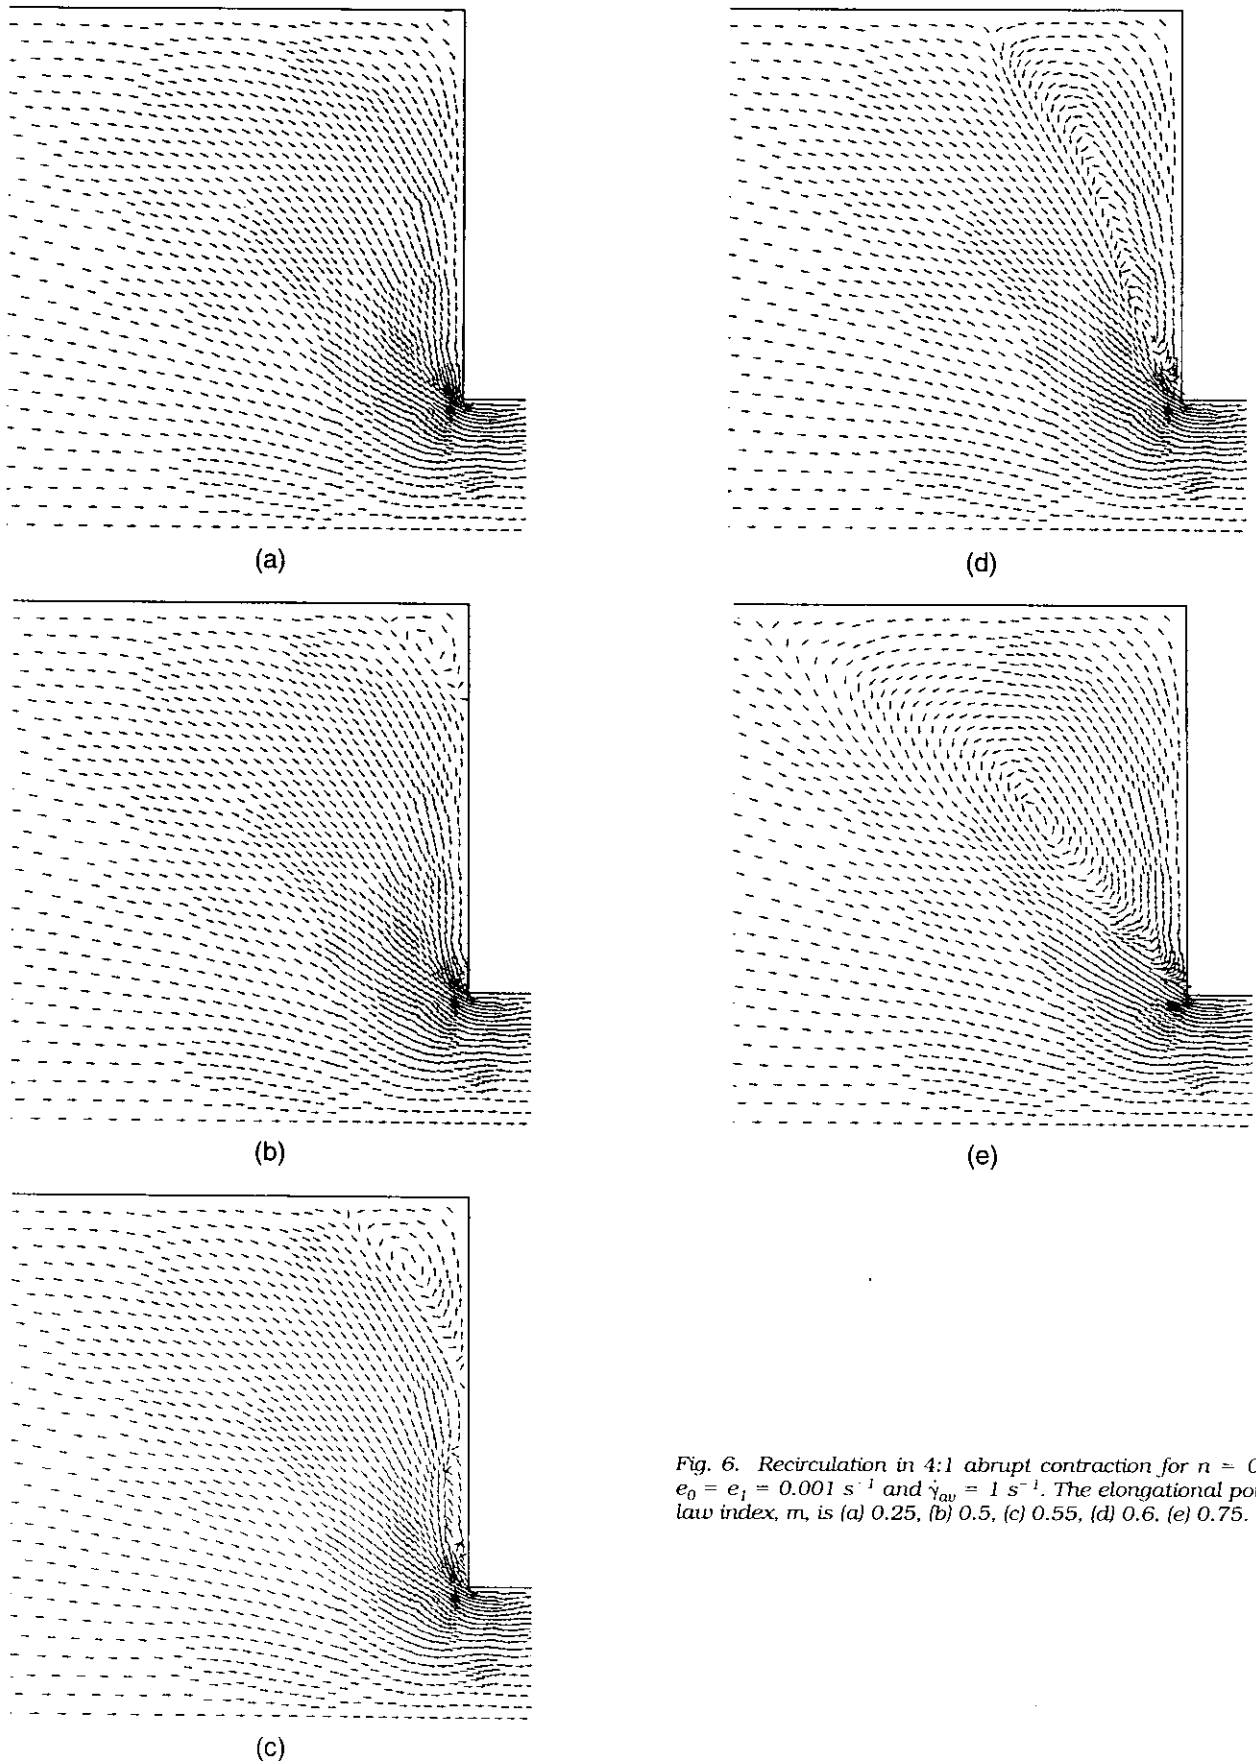 (a)
(d)
(b)
(e)
(c)
Fig. 6. Recirculation in 4:1 abrupt contraction for n = 0
e₀ = e₁ = 0.001 s⁻¹ and γ̇ₐᵥ = 1 s⁻¹. The elongational
law index, m, is (a) 0.25, (b) 0.5, (c) 0.55, (d) 0.6. (e) 0.75.